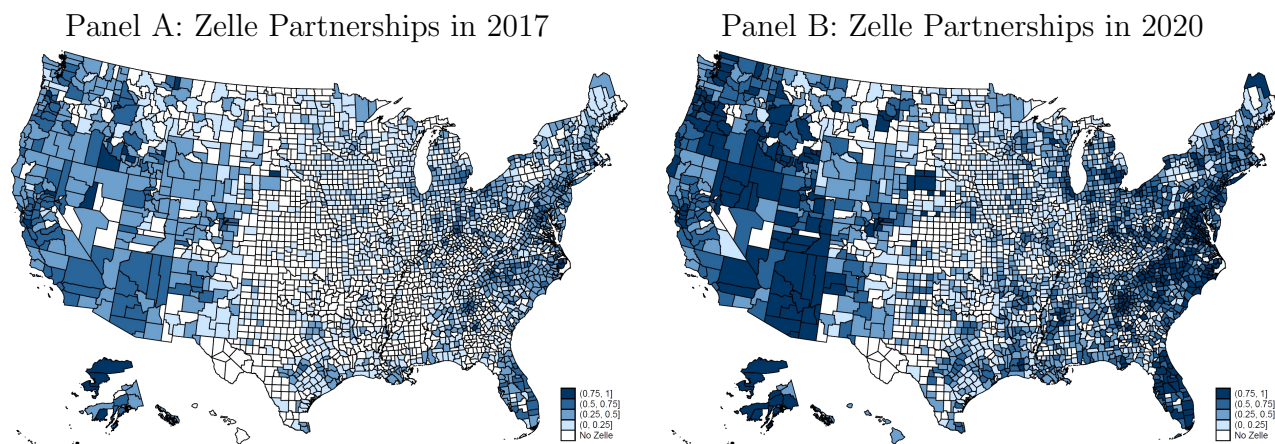 Panel A: Zelle Partnerships in 2017
(0.75, 1]
(0.5, 0.75]
(0.25, 0.5]
(0, 0.25]
No Zelle
Panel B: Zelle Partnerships in 2020
(0.75, 1]
(0.5, 0.75]
(0.25, 0.5]
(0, 0.25]
No Zelle